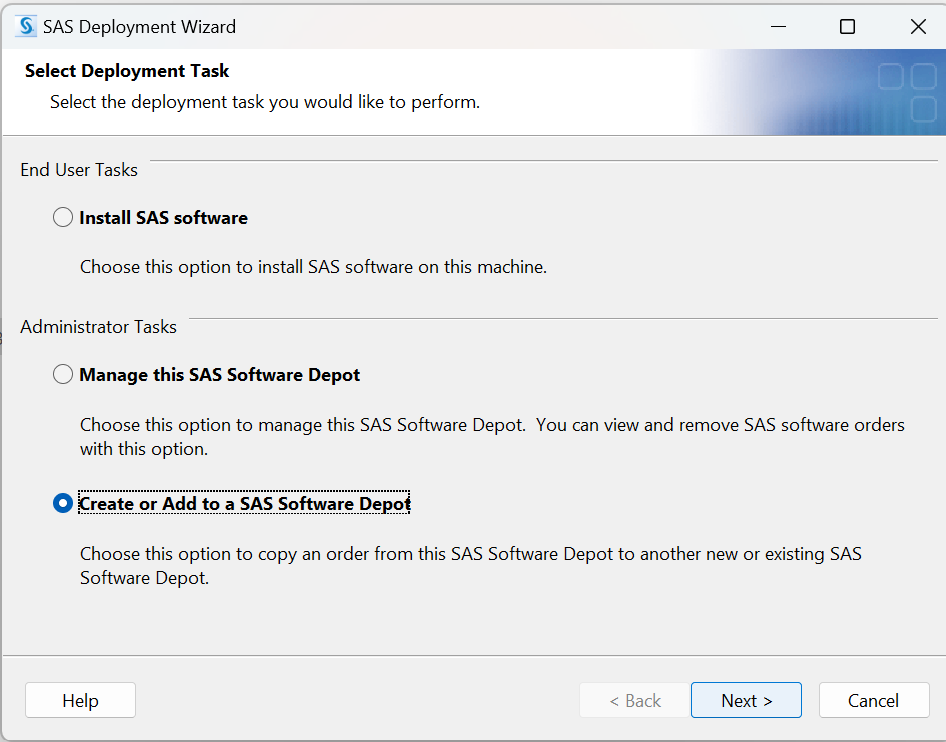 SAS Deployment Wizard
Select Deployment Task
Select the deployment task you would like to perform.
End User Tasks
Install SAS software
Choose this option to install SAS software on this machine.
Administrator Tasks
Manage this SAS Software Depot
Choose this option to manage this SAS Software Depot.  You can view and remove SAS software orders
with this option.
Create or Add to a SAS Software Depot
Choose this option to copy an order from this SAS Software Depot to another new or existing SAS
Software Depot.
Help
< Back
Next >
Cancel